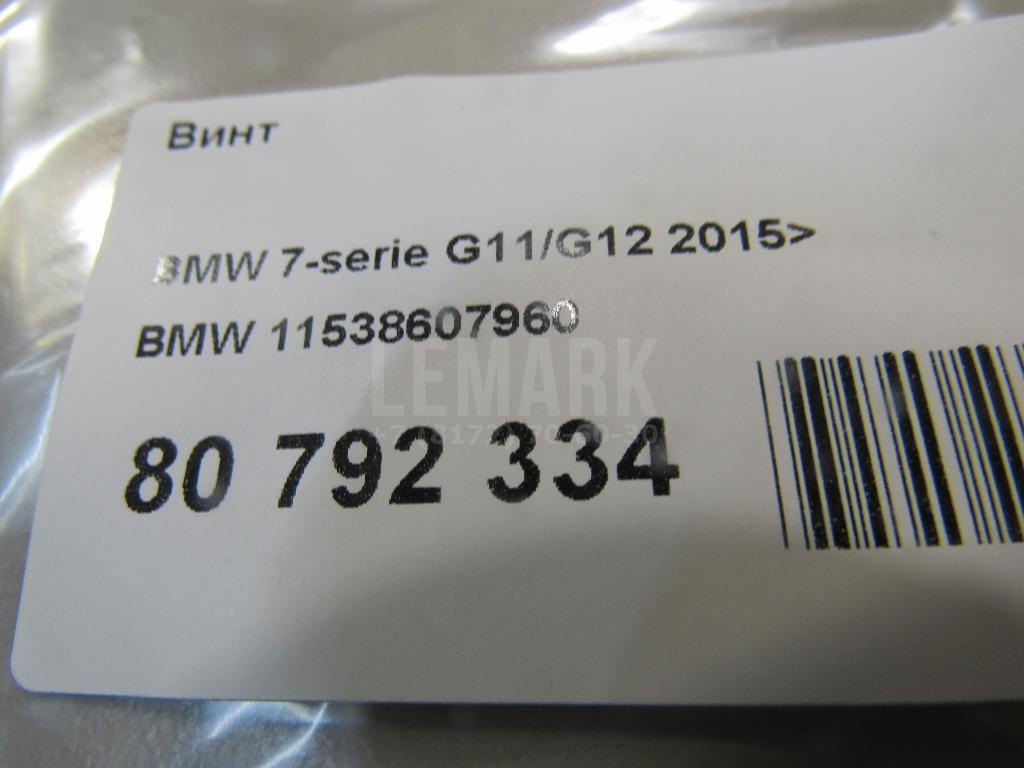 Винт
BMW 7-serie G11/G12 2015>
BMW 11538607960
LEMARK
80 792 334